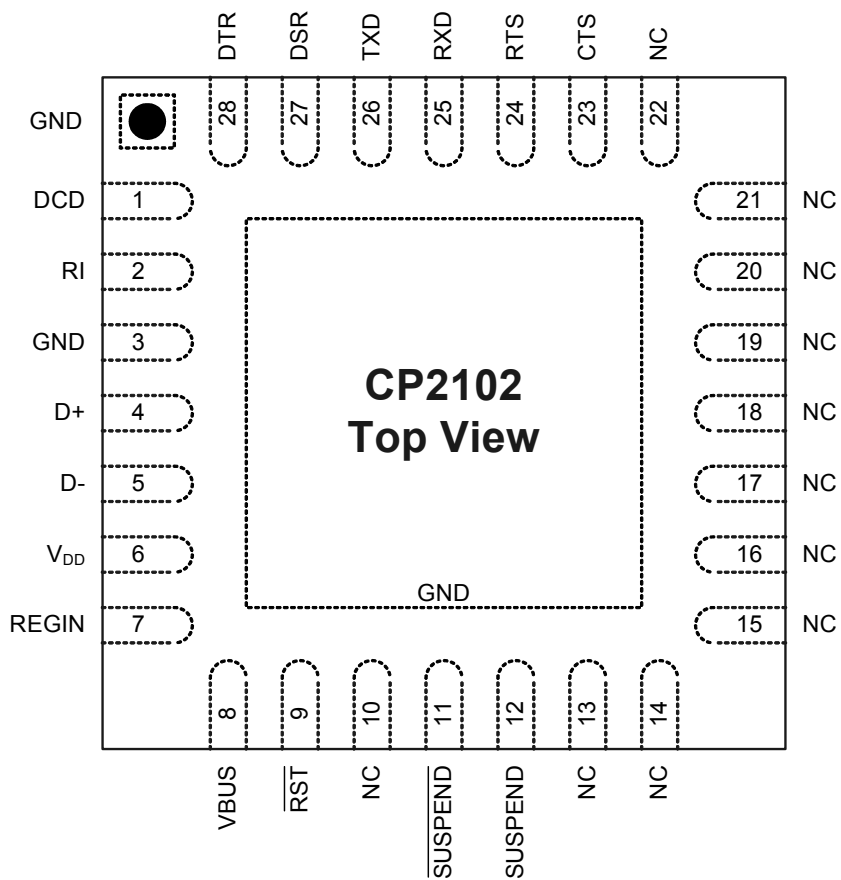 DTR
DSR
TXD
RXD
RTS
CTS
NC
28
27
26
25
24
23
22
GND
DCD 1
RI 2
GND 3
D+ 4
D- 5
VDD 6
REGIN 7
21 NC
20 NC
19 NC
18 NC
17 NC
16 NC
15 NC
CP2102
Top View
GND
8
9
10
11
12
13
14
VBUS
RST
NC
SUSPEND
SUSPEND
NC
NC